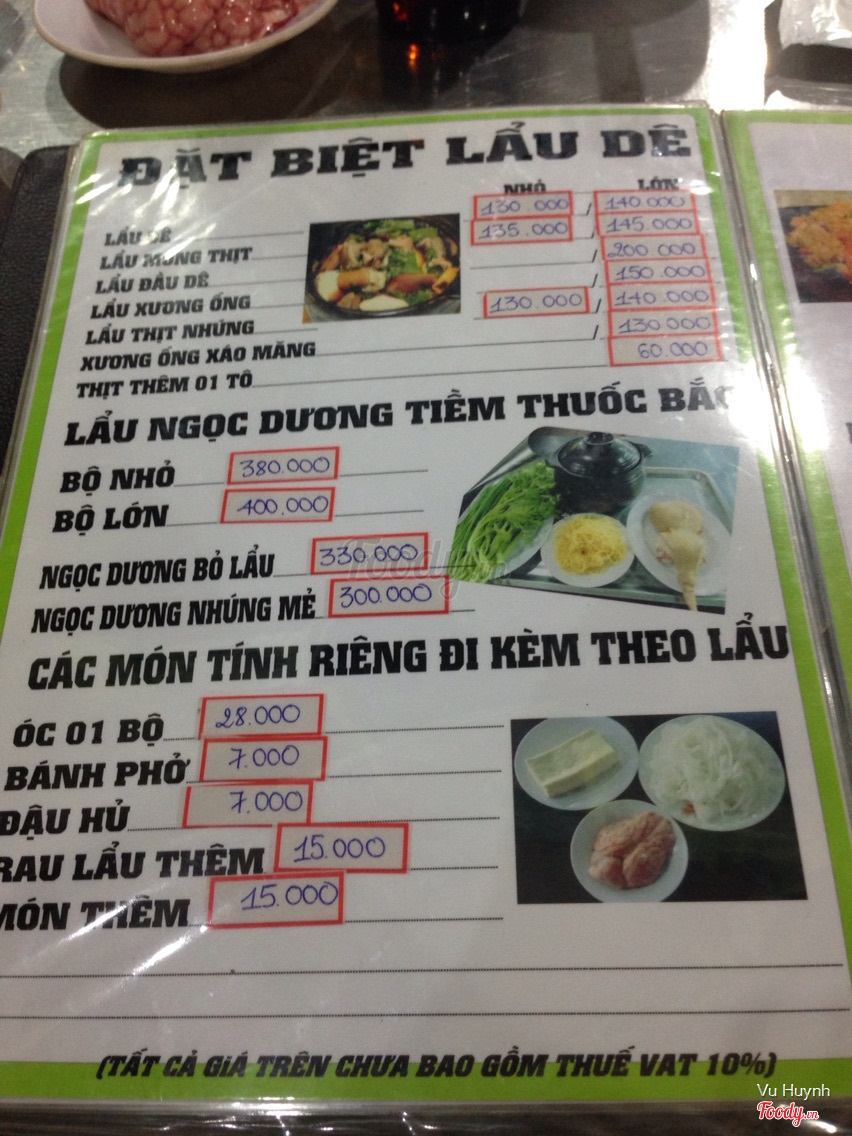 ĐẶT BIỆT LẨU DÊ
NHỎ LỚN
LẨU DÊ 130.000 / 140.000
LẨU MÓNG THỊT 135.000 / 145.000
LẨU ĐẦU DÊ / 200.000
LẨU XƯƠNG ỐNG / 150.000
LẨU THỊT NHÚNG 130.000 / 140.000
XƯƠNG ỐNG XÁO MĂNG / 130.000
THỊT THÊM 01 TÔ 60.000
LẨU NGỌC DƯƠNG TIỀM THUỐC BẮC
BỘ NHỎ 380.000
BỘ LỚN 400.000
NGỌC DƯƠNG BỎ LẨU 330.000
NGỌC DƯƠNG NHÚNG MẺ 300.000
CÁC MÓN TÍNH RIÊNG ĐI KÈM THEO LẨU
ÓC 01 BỘ 28.000
BÁNH PHỞ 7.000
ĐẬU HỦ 7.000
RAU LẨU THÊM 15.000
MÓN THÊM 15.000
(TẤT CẢ GiÁ TRÊN CHƯA BAO GỒM THUẾ VAT 10%)
Foody.vn
Vu Huynh
Foody.vn